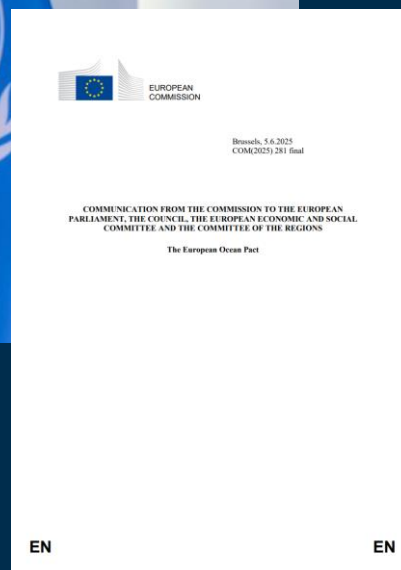 EUROPEAN
COMMISSION
Brussels, 5.6.2025
COM(2025) 281 final
COMMUNICATION FROM THE COMMISSION TO THE EUROPEAN
PARLIAMENT, THE COUNCIL, THE EUROPEAN ECONOMIC AND SOCIAL
COMMITTEE AND THE COMMITTEE OF THE REGIONS
The European Ocean Pact
EN EN